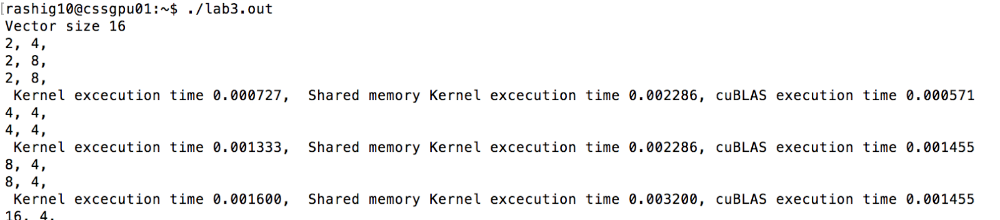 [rashig10@cssgpu01:~$ ./lab3.out
Vector size 16
2, 4,
2, 8,
2, 8,
 Kernel excecution time 0.000727,  Shared memory Kernel excecution time 0.002286, cuBLAS execution time 0.000571
4, 4,
4, 4,
 Kernel excecution time 0.001333,  Shared memory Kernel excecution time 0.002286, cuBLAS execution time 0.001455
8, 4,
8, 4,
 Kernel excecution time 0.001600,  Shared memory Kernel excecution time 0.003200, cuBLAS execution time 0.001455
16, 4,